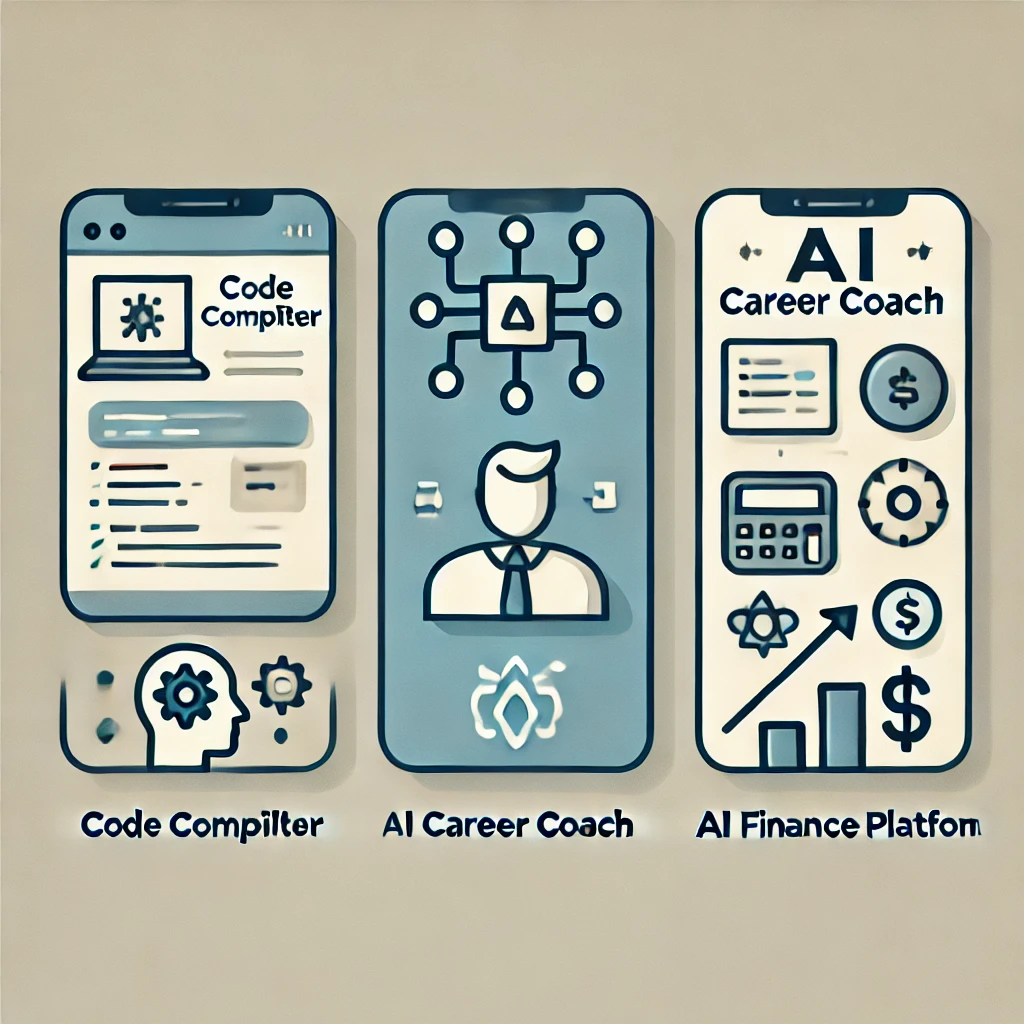 Code
Compilter
AI
Career Coach
$
$
$
Code Compilter
AI Career Coach
AI Finance Platfom